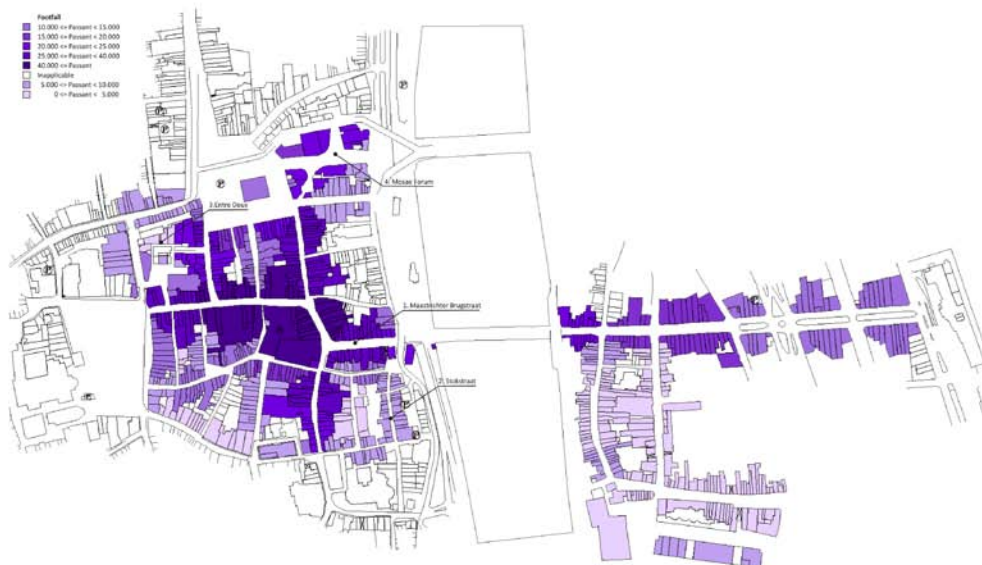 Footfall
10.000 <= Passant < 15.000
15.000 <= Passant < 20.000
20.000 <= Passant < 25.000
25.000 <= Passant < 40.000
40.000 <= Passant
Inapplicable
5.000 <= Passant < 10.000
0 <= Passant < 5.000
4. Mosae Forum
3.Entre Deux
1. Maastrichter Brugstraat
2. Stokstraat